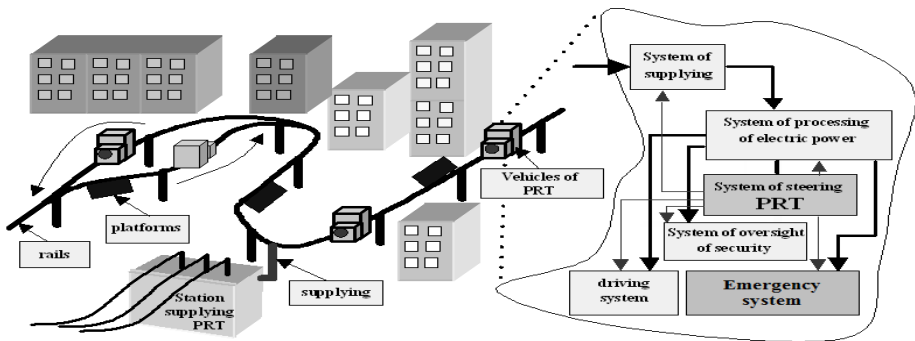 rails
platforms
Station
supplying
PRT
supplying
Vehicles of
PRT
System of
supplying
System of processing
of electric power
System of steering
PRT
System of oversight
of security
driving
system
Emergency
system